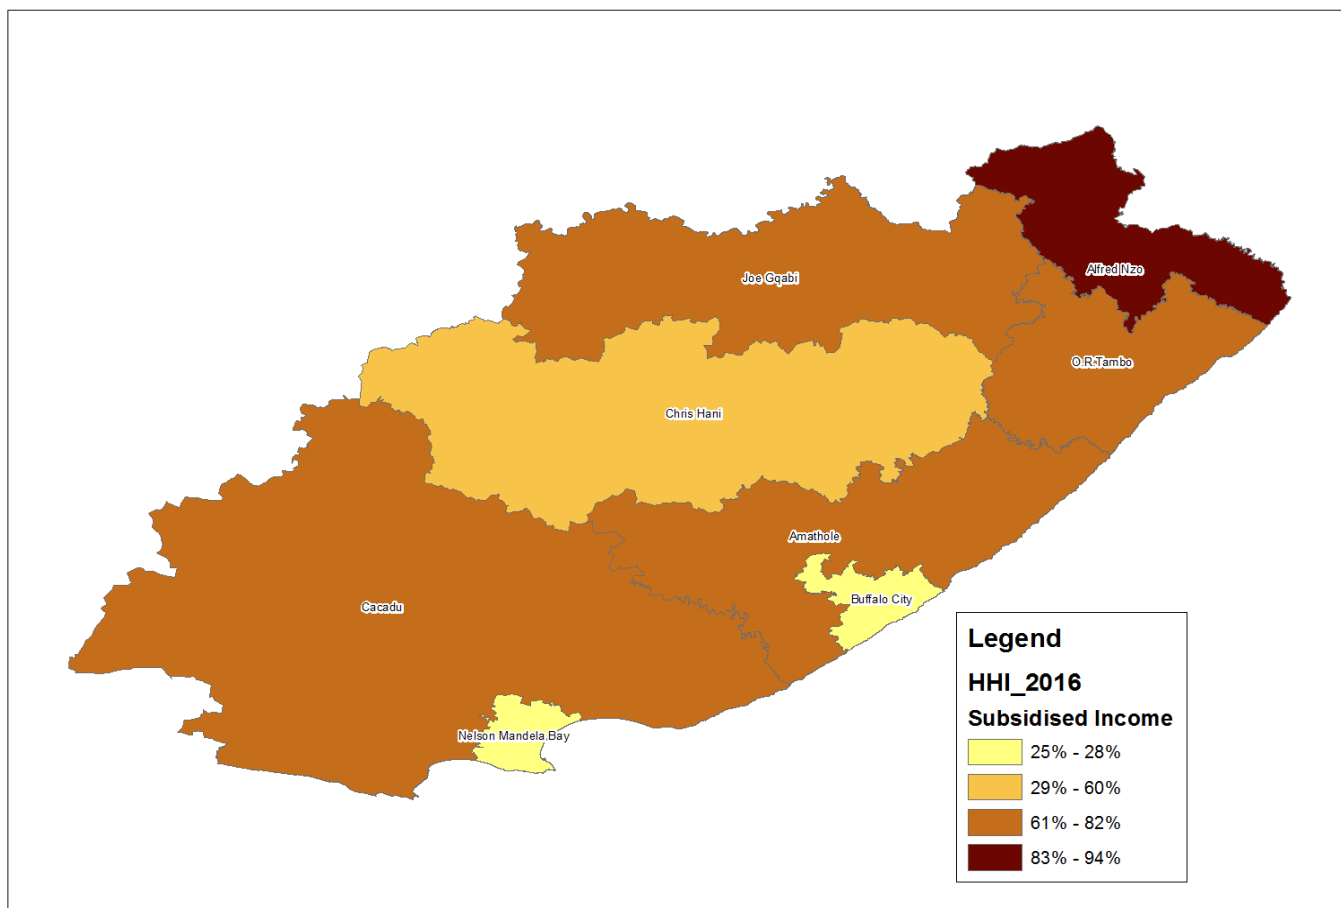 Alfred Nzo
Joe Gqabi
O.R.Tambo
Chris Hani
Amathole
Buffalo City
Cacadu
Nelson Mandela Bay
Legend
HHI_2016
Subsidised Income
25% - 28%
29% - 60%
61% - 82%
83% - 94%